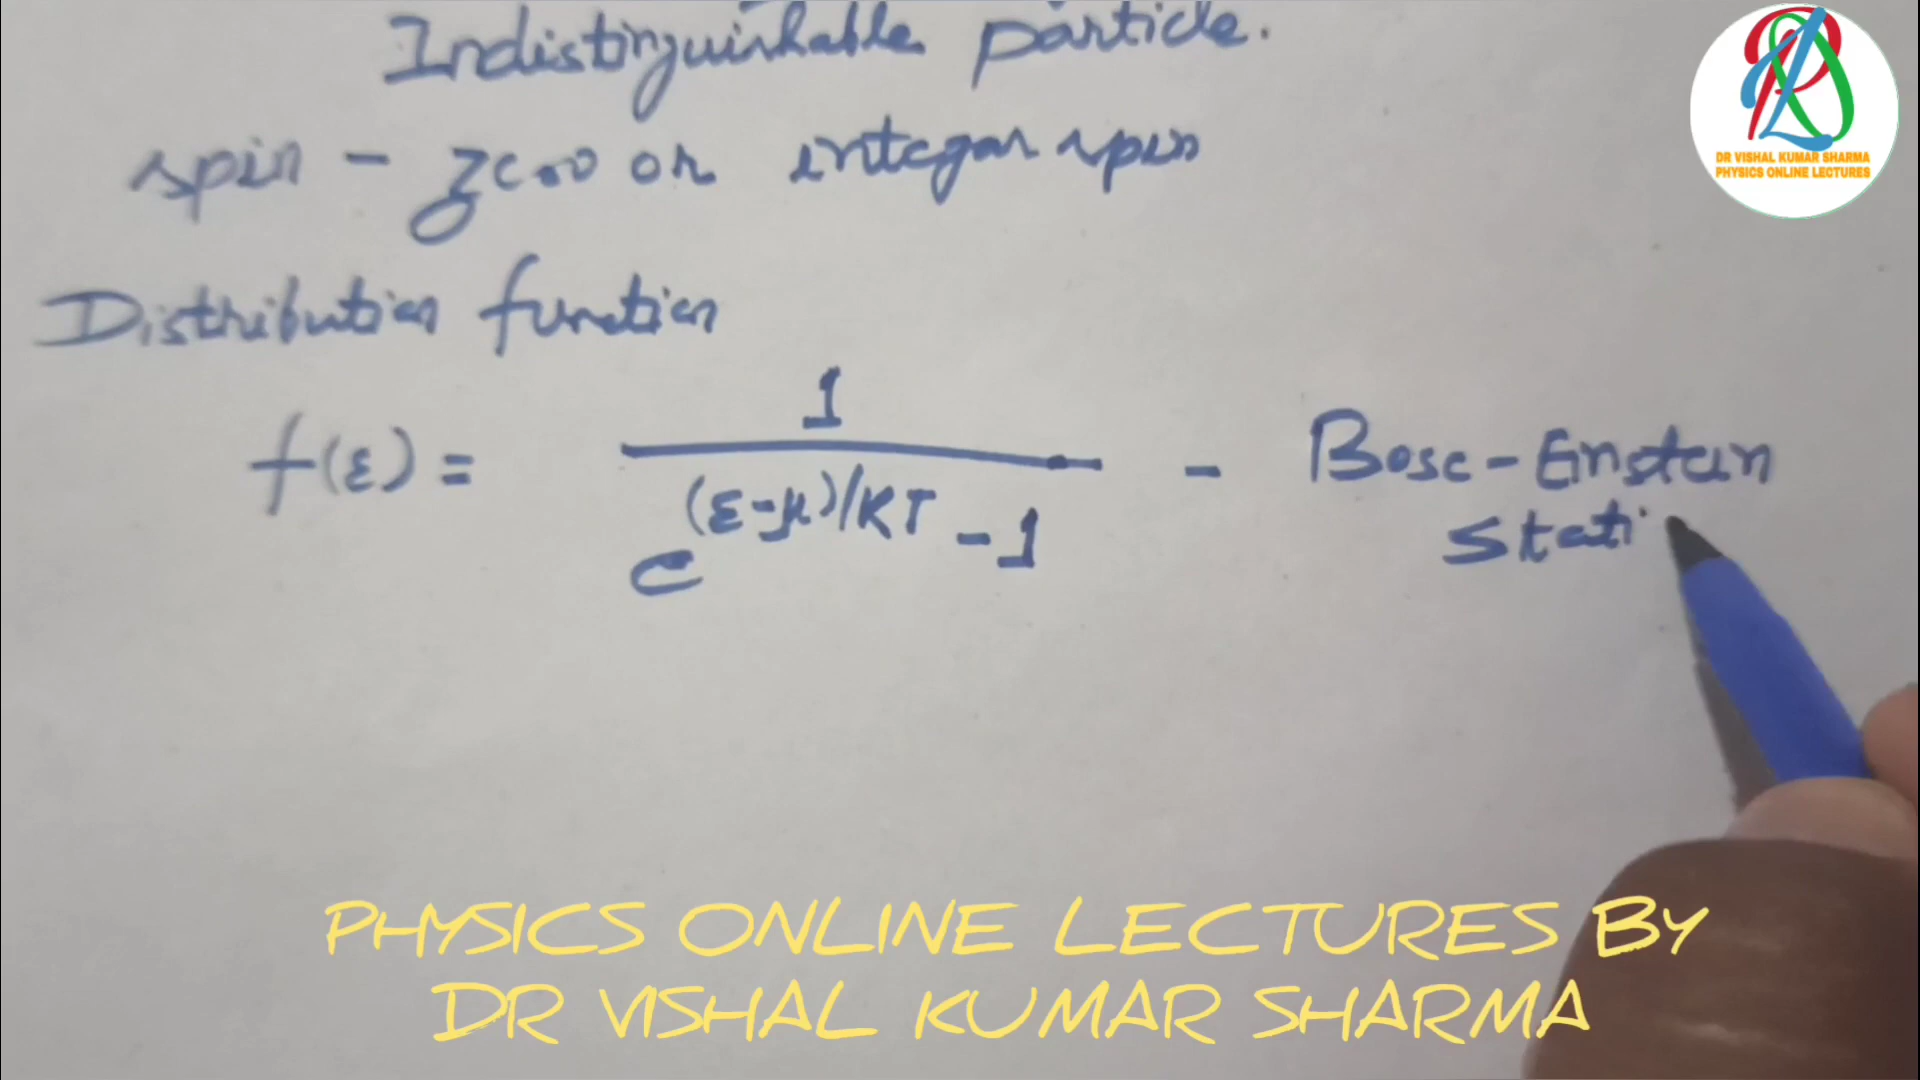 Indistinguishable particle.
spin - zero or integar spin
Distribution function
f(ε) = 1 / e^(ε-μ)/KT - 1 - Bose-Einstein
stati
DR VISHAL KUMAR SHARMA
PHYSICS ONLINE LECTURES
PHYSICS ONLINE LECTURES BY
DR VISHAL KUMAR SHARMA